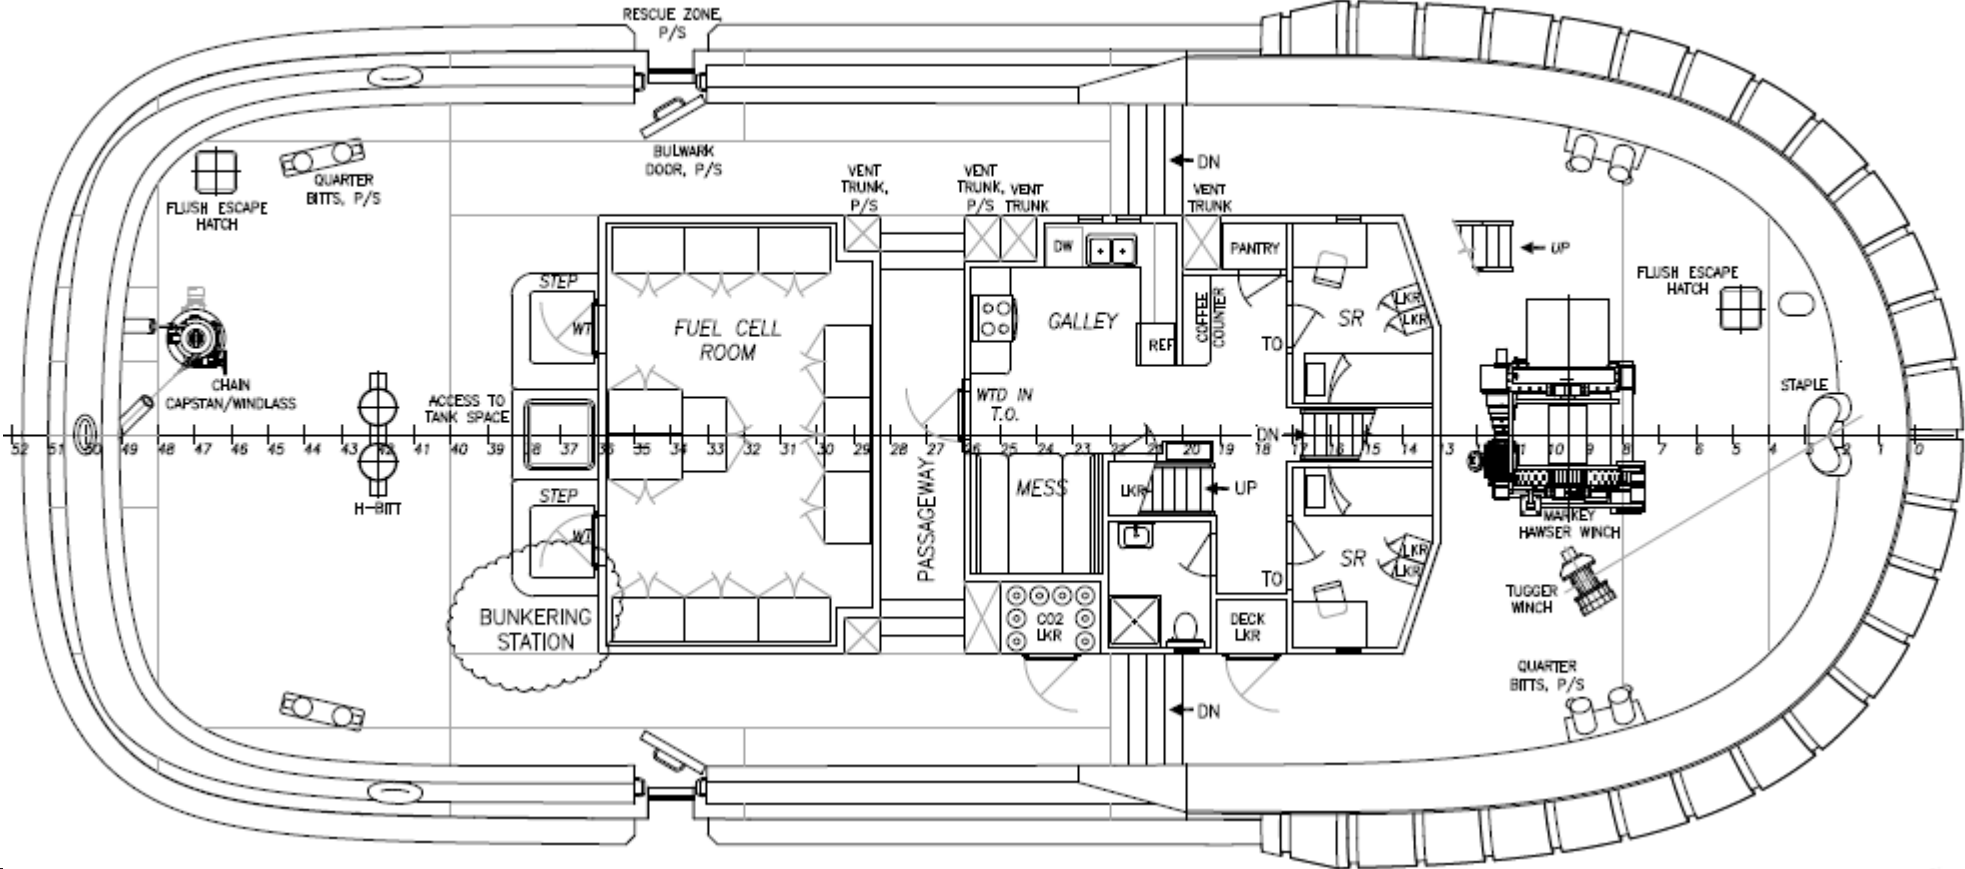 RESCUE ZONE,
P/S
BULWARK
DOOR, P/S
QUARTER
BITTS, P/S
FLUSH ESCAPE
HATCH
VENT
TRUNK,
P/S
VENT
TRUNK,
P/S
VENT
TRUNK
DN
VENT
TRUNK
DW
PANTRY
UP
FLUSH ESCAPE
HATCH
STEP
WT
FUEL CELL
ROOM
GALLEY
REF
COFFEE
COUNTER
TO
SR
LKR
LKR
CHAIN
CAPSTAN/WINDLASS
ACCESS TO
TANK SPACE
WTD IN
T.O.
STAPLE
DN
52 51 50 49 48 47 46 45 44 43 42 41 40 39 38 37 36 35 34 33 32 31 30 29 28 27 26 25 24 23 22 21 20 19 18 17 16 15 14 13 12 11 10 9 8 7 6 5 4 3 2 1 0
H-BITT
STEP
WT
PASSAGEWAY
MESS
LKR
UP
SR
LKR
LKR
TO
MARKEY
HAWSER WINCH
TUGGER
WINCH
BUNKERING
STATION
CO2
LKR
DECK
LKR
QUARTER
BITTS, P/S
DN